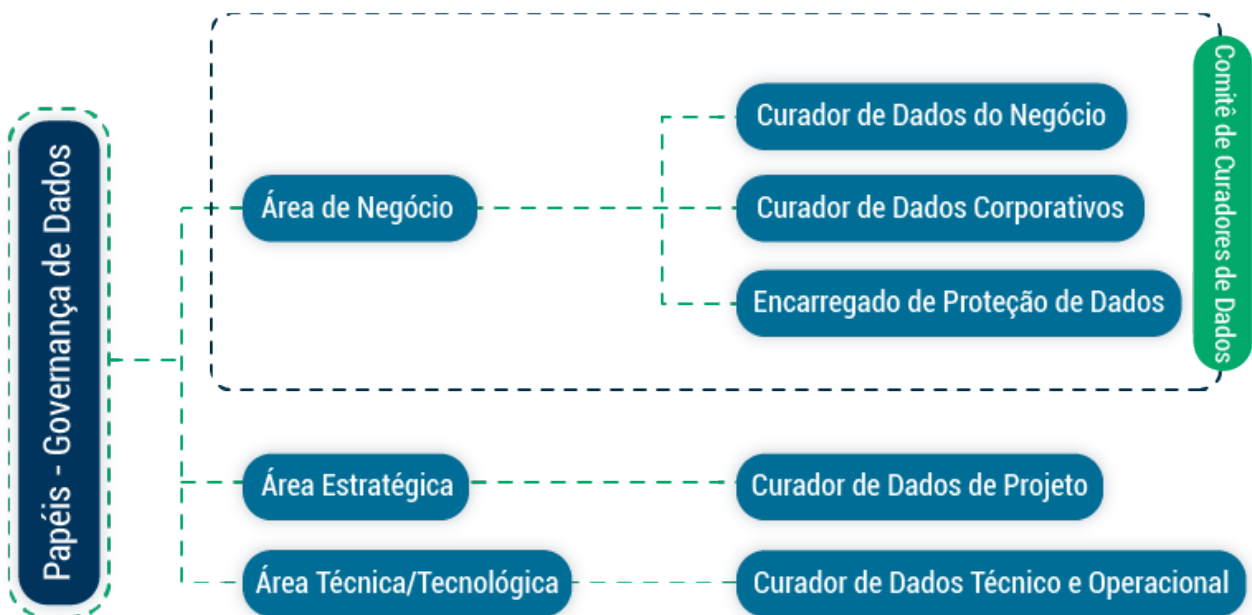 Papéis - Governança de Dados
Comitê de Curadores de Dados
Área de Negócio
Curador de Dados do Negócio
Curador de Dados Corporativos
Encarregado de Proteção de Dados
Área Estratégica
Curador de Dados de Projeto
Área Técnica/Tecnológica
Curador de Dados Técnico e Operacional